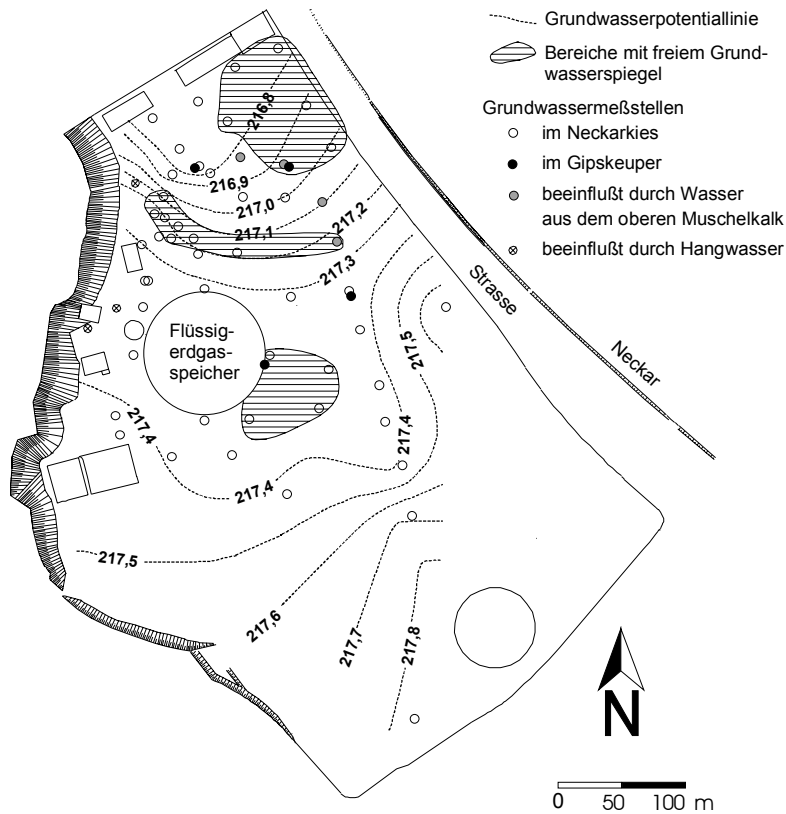 Grundwasserpotentiallinie
Bereiche mit freiem Grund-
wasserspiegel
Grundwassermeßstellen
im Neckarkies
im Gipskeuper
beeinflußt durch Wasser
aus dem oberen Muschelkalk
beeinflußt durch Hangwasser
216,8
216,9
217,0
217,1
217,2
217,3
217,5
Strasse
Neckar
Flüssig-
erdgas-
speicher
217,4
217,4
217,4
217,5
217,6
217,7
217,8
N
0 50 100 m